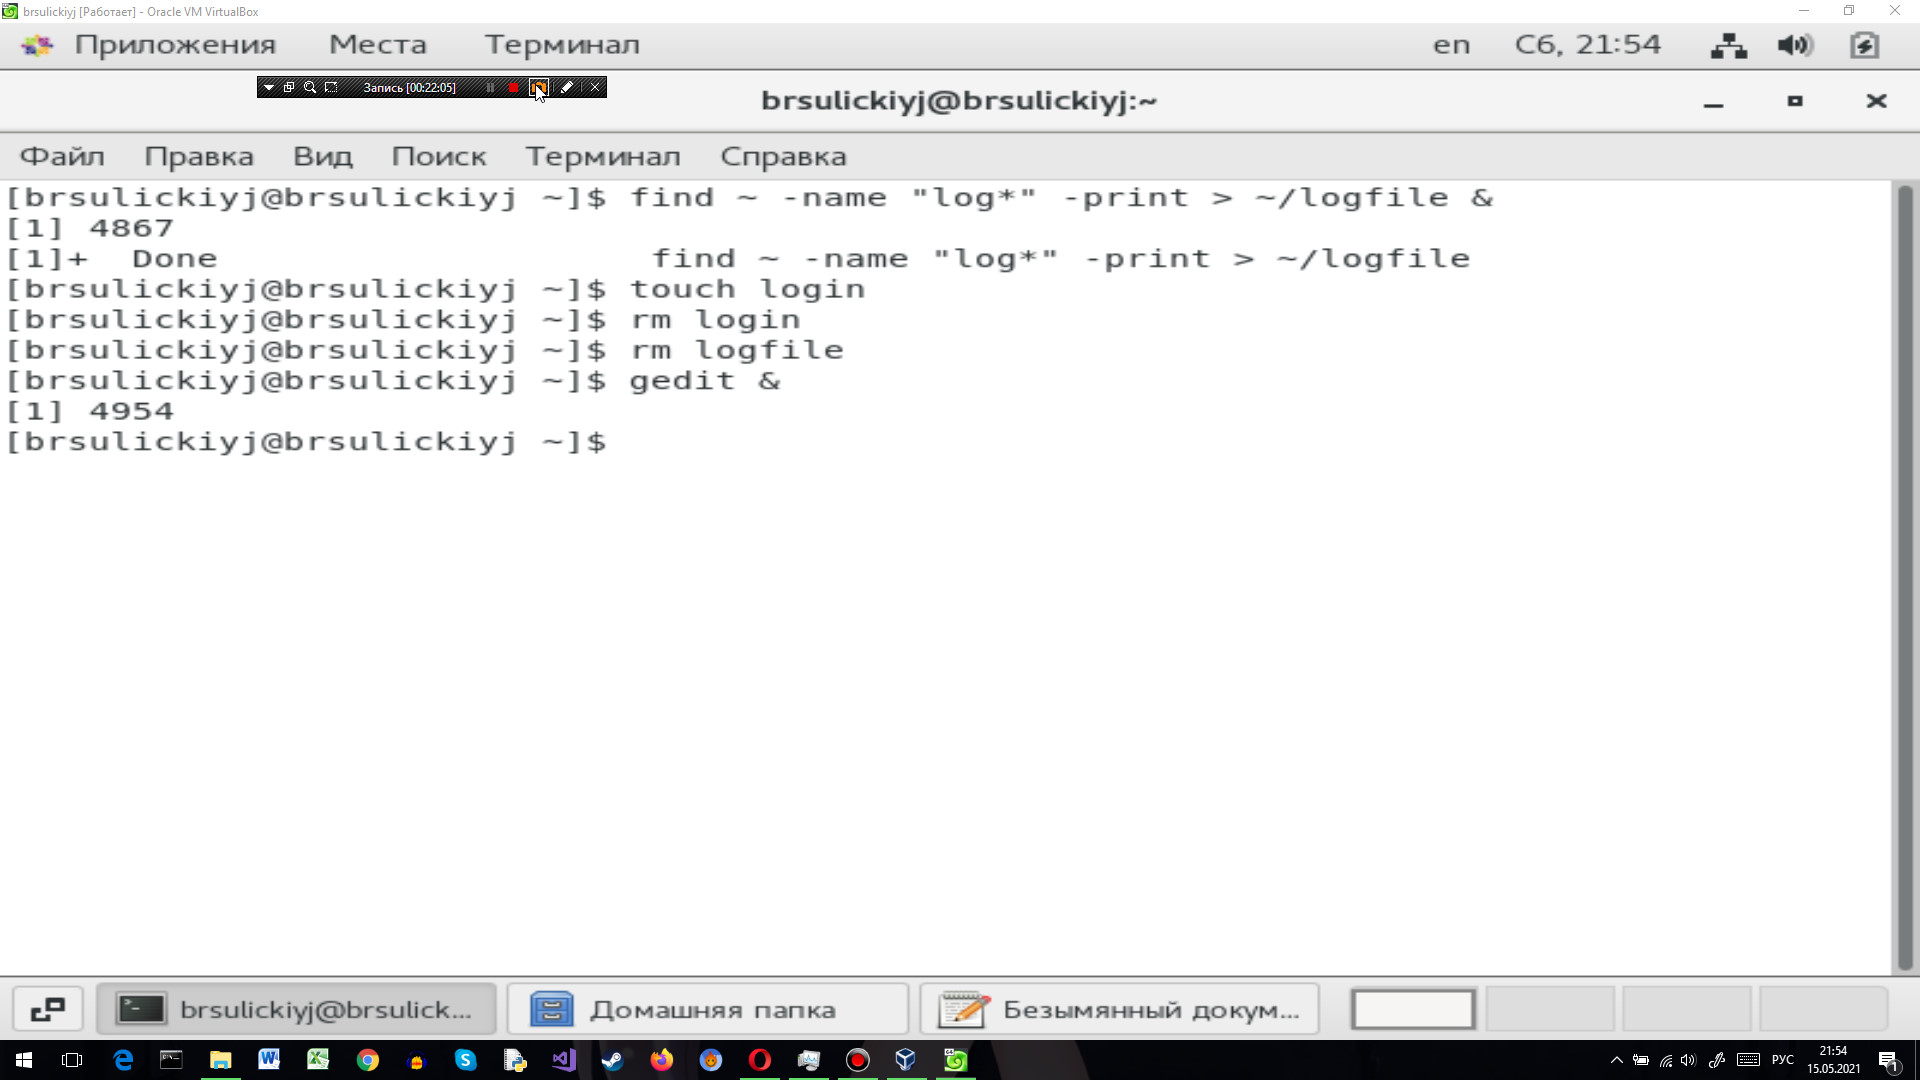 brsulickiyj [Работает] - Oracle VM VirtualBox
Приложения Места Терминал en Сб, 21:54
Запись [00:22:05]
brsulickiyj@brsulickiyj:~
Файл Правка Вид Поиск Терминал Справка
[brsulickiyj@brsulickiyj ~]$ find ~ -name "log*" -print > ~/logfile &
[1] 4867
[1]+  Done                    find ~ -name "log*" -print > ~/logfile
[brsulickiyj@brsulickiyj ~]$ touch login
[brsulickiyj@brsulickiyj ~]$ rm login
[brsulickiyj@brsulickiyj ~]$ rm logfile
[brsulickiyj@brsulickiyj ~]$ gedit &
[1] 4954
[brsulickiyj@brsulickiyj ~]$
brsulickiyj@brsulick... Домашняя папка Безымянный докум...
РУС
21:54
15.05.2021
1